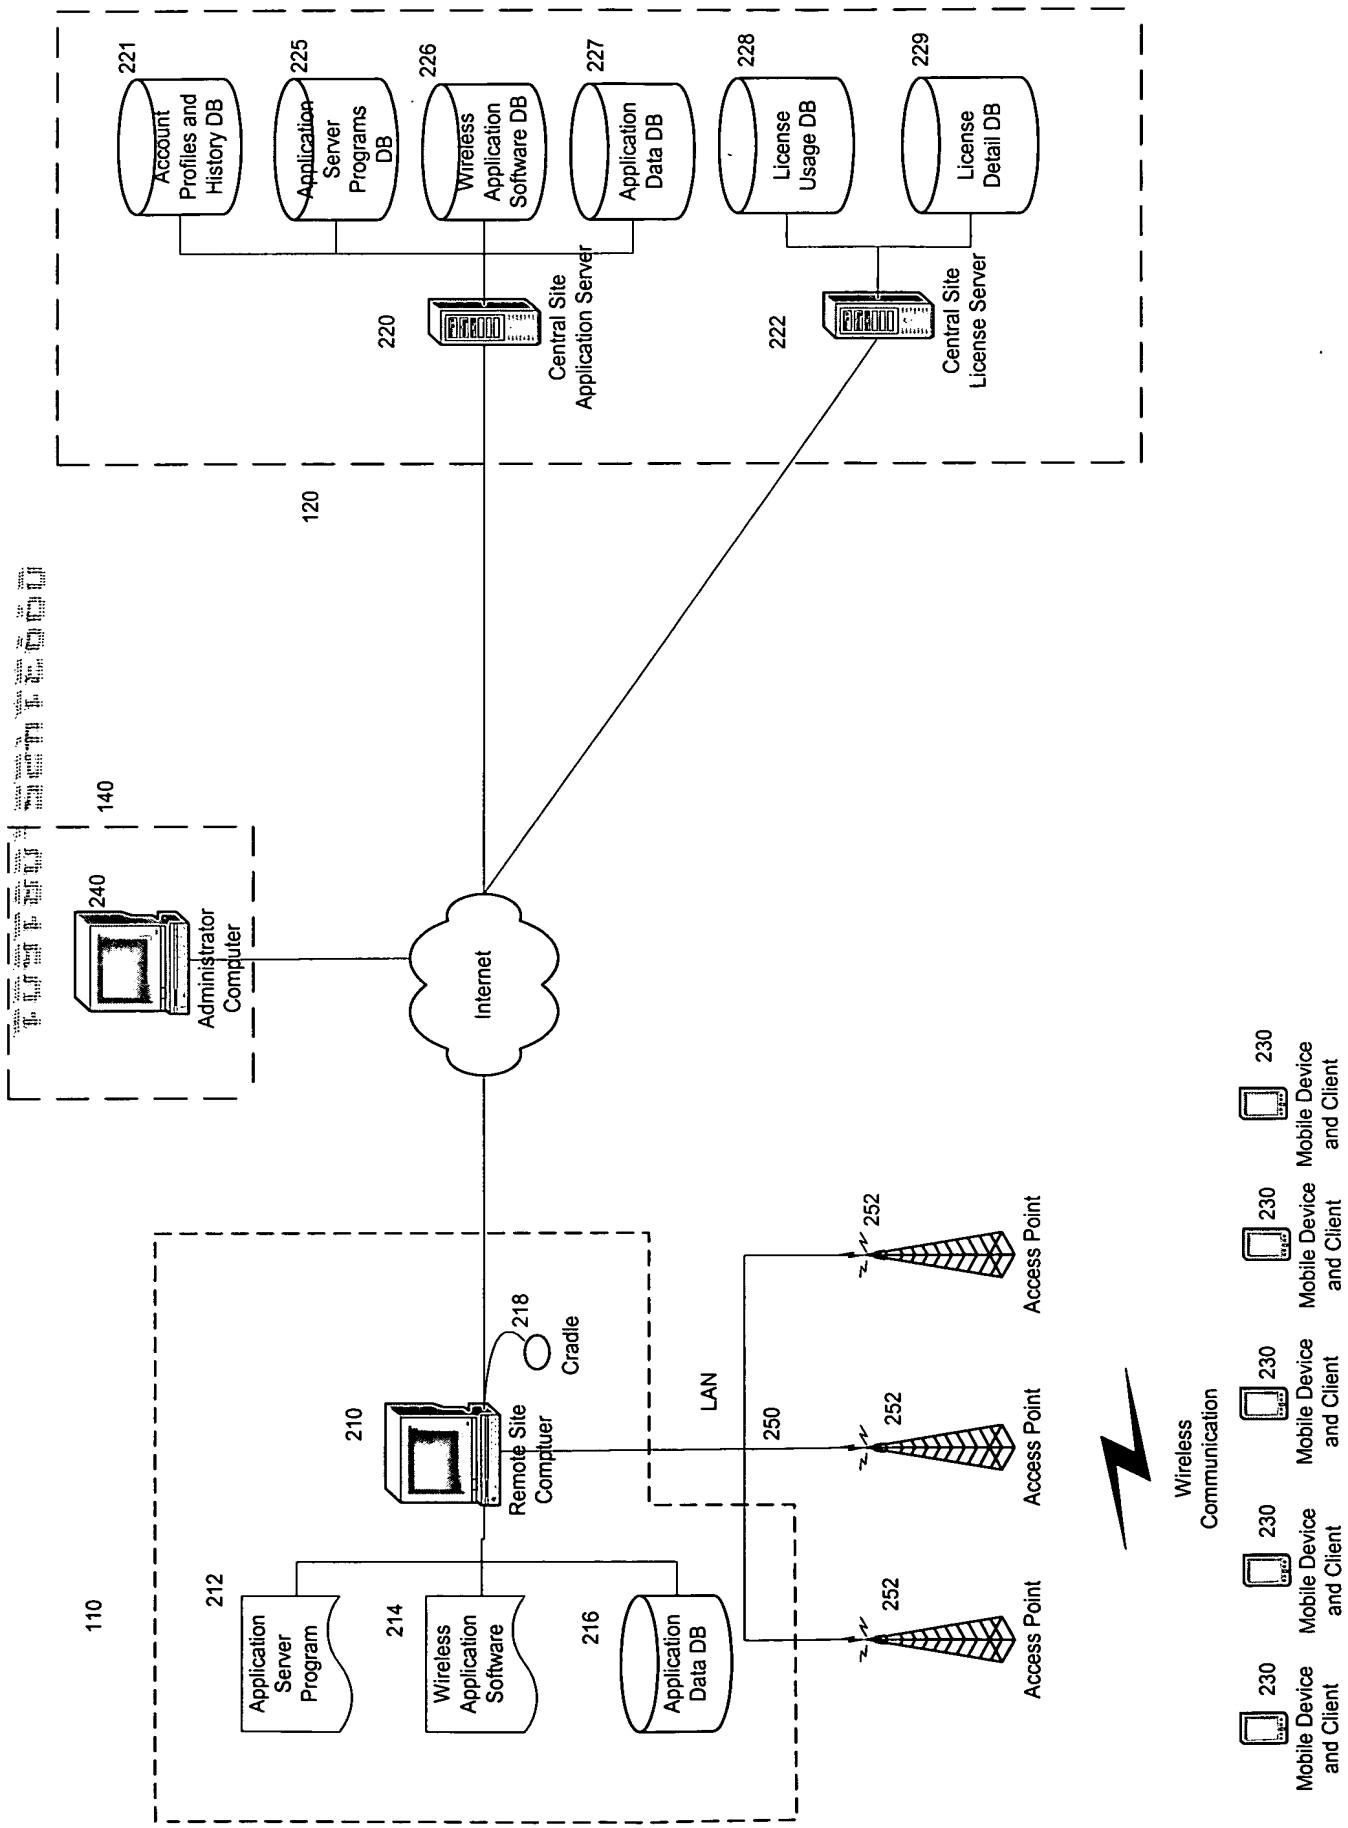 110
212
Application
Server
Program
214
Wireless
Application
Software
216
Application
Data DB
210
Remote Site
Comptuer
218
Cradle
LAN
250
252
Access Point
252
Access Point
252
Access Point
Wireless
Communication
230
Mobile Device
and Client
230
Mobile Device
and Client
230
Mobile Device
and Client
230
Mobile Device
and Client
230
Mobile Device
and Client
140
240
Administrator
Computer
Internet
120
220
Central Site
Application Server
222
Central Site
License Server
221
Account
Profiles and
History DB
225
Application
Server
Programs
DB
226
Wireless
Application
Software DB
227
Application
Data DB
228
License
Usage DB
229
License
Detail DB